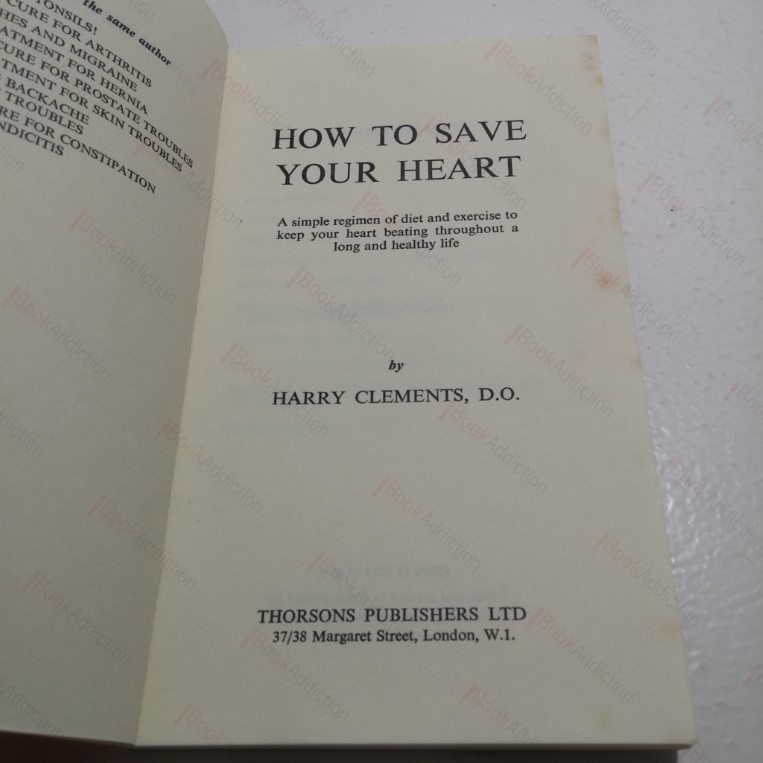 the same author
TONSILS!
CURE FOR ARTHRITIS
HES AND MIGRAINE
ATMENT FOR HERNIA
CURE FOR PROSTATE TROUBLES
TMENT FOR SKIN TROUBLES
BACKACHE
TROUBLES
RE FOR CONSTIPATION
NDICITIS
HOW TO SAVE
YOUR HEART
A simple regimen of diet and exercise to
keep your heart beating throughout a
long and healthy life
by
HARRY CLEMENTS, D.O.
THORSONS PUBLISHERS LTD
37/38 Margaret Street, London, W.1.
BookAddiction